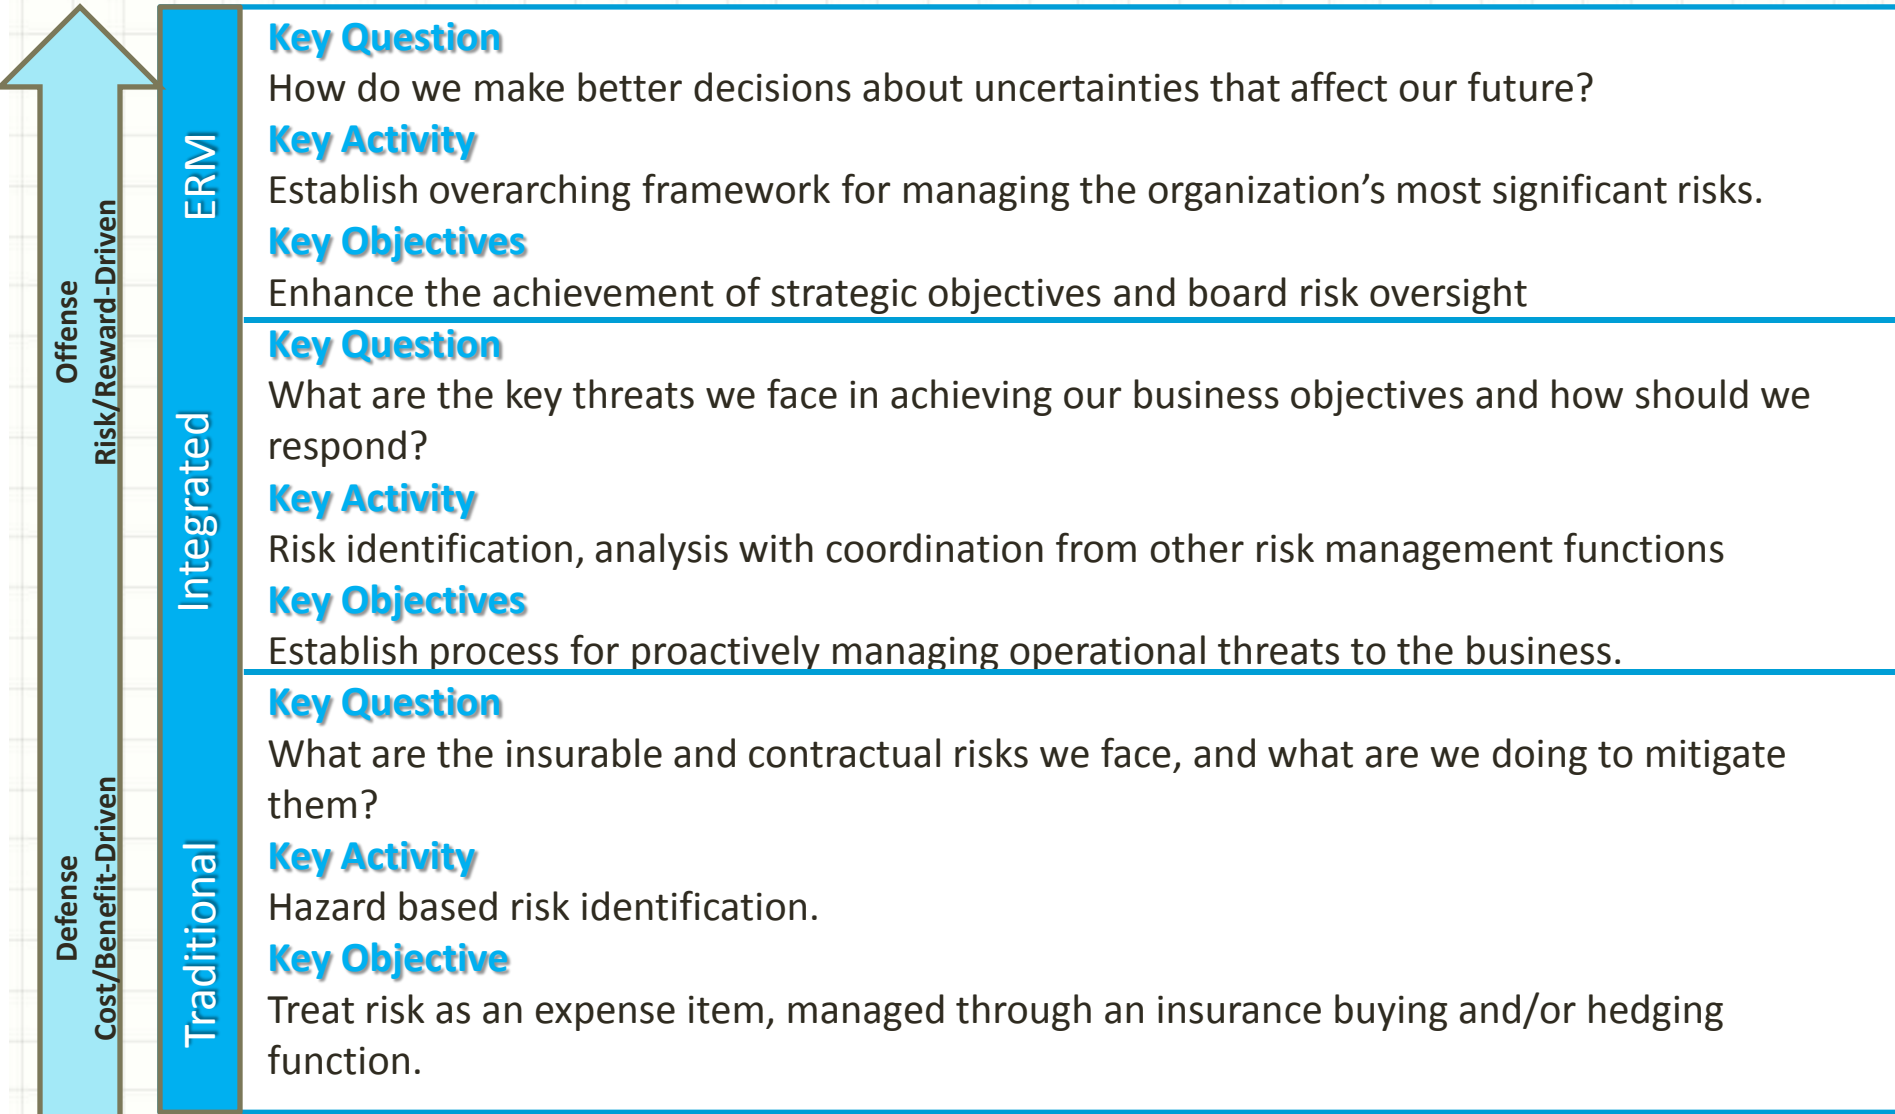 Offense
Risk/Reward-Driven
Defense
Cost/Benefit-Driven
ERM
Key Question
How do we make better decisions about uncertainties that affect our future?
Key Activity
Establish overarching framework for managing the organization’s most significant risks.
Key Objectives
Enhance the achievement of strategic objectives and board risk oversight
Integrated
Key Question
What are the key threats we face in achieving our business objectives and how should we
respond?
Key Activity
Risk identification, analysis with coordination from other risk management functions
Key Objectives
Establish process for proactively managing operational threats to the business.
Traditional
Key Question
What are the insurable and contractual risks we face, and what are we doing to mitigate
them?
Key Activity
Hazard based risk identification.
Key Objective
Treat risk as an expense item, managed through an insurance buying and/or hedging
function.